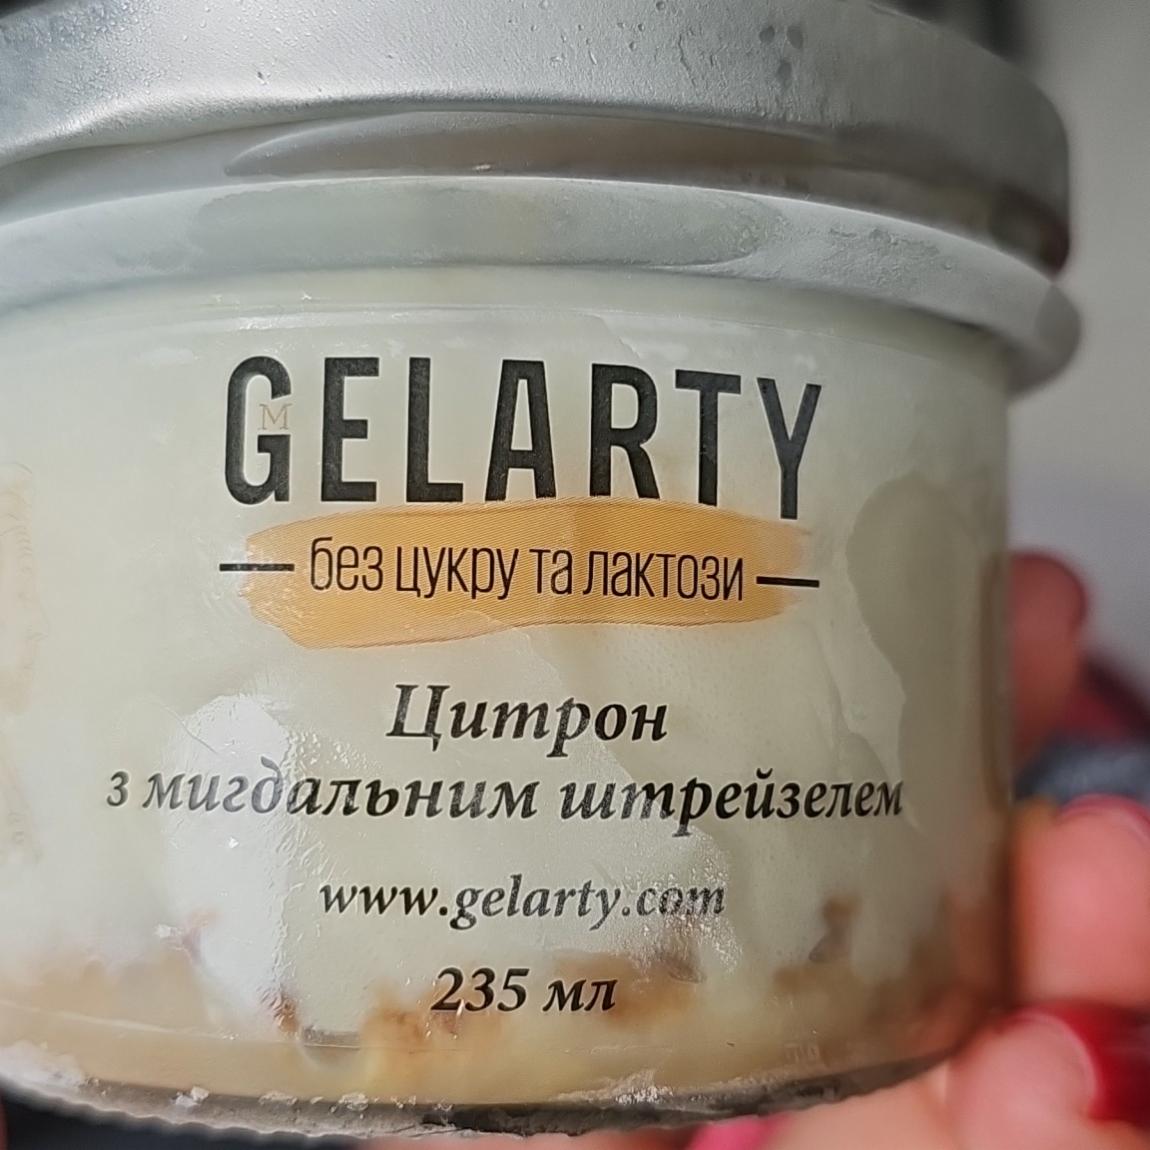 GELARTY
без цукру та лактози
Цитрон
з мигдальним штрейзелем
www.gelarty.com
235 мл